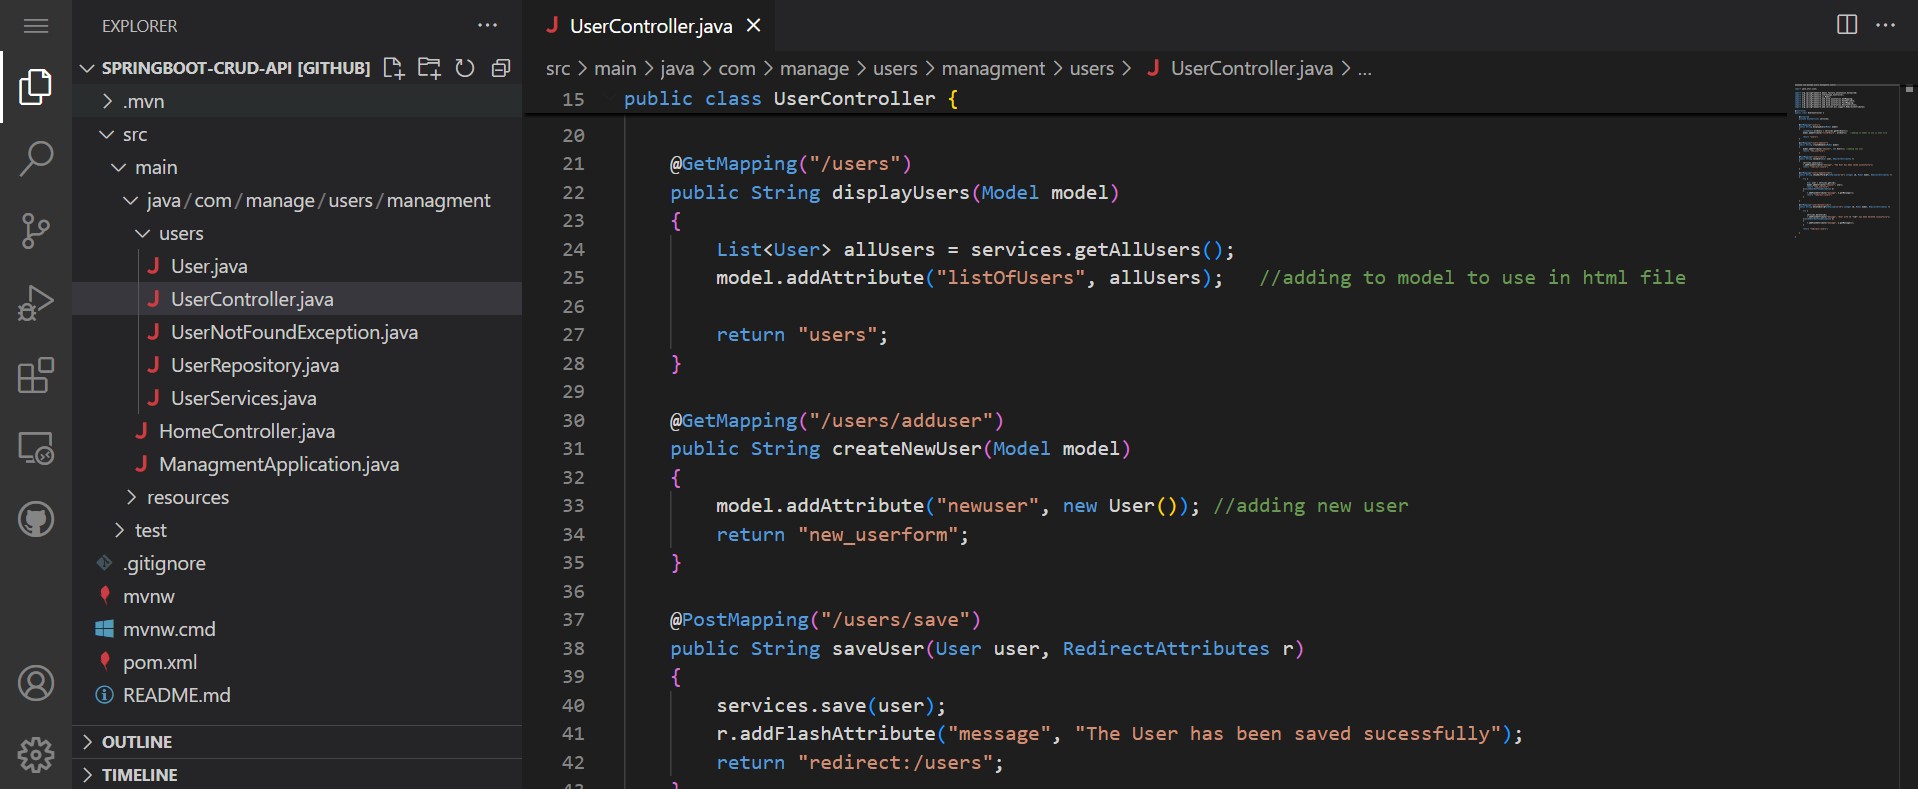 EXPLORER
SPRINGBOOT-CRUD-API [GITHUB]
.mvn
src
main
java/com/manage/users/managment
users
User.java
UserController.java
UserNotFoundException.java
UserRepository.java
UserServices.java
HomeController.java
ManagmentApplication.java
resources
test
.gitignore
mvnw
mvnw.cmd
pom.xml
README.md
OUTLINE
TIMELINE
UserController.java
src > main > java > com > manage > users > managment > users > UserController.java > ...
15 public class UserController {
20
21 @GetMapping("/users")
22 public String displayUsers(Model model)
23 {
24 List<User> allUsers = services.getAllUsers();
25 model.addAttribute("listOfUsers", allUsers); //adding to model to use in html file
26
27 return "users";
28 }
29
30 @GetMapping("/users/adduser")
31 public String createNewUser(Model model)
32 {
33 model.addAttribute("newuser", new User()); //adding new user
34 return "new_userform";
35 }
36
37 @PostMapping("/users/save")
38 public String saveUser(User user, RedirectAttributes r)
39 {
40 services.save(user);
41 r.addFlashAttribute("message", "The User has been saved sucessfully");
42 return "redirect:/users";